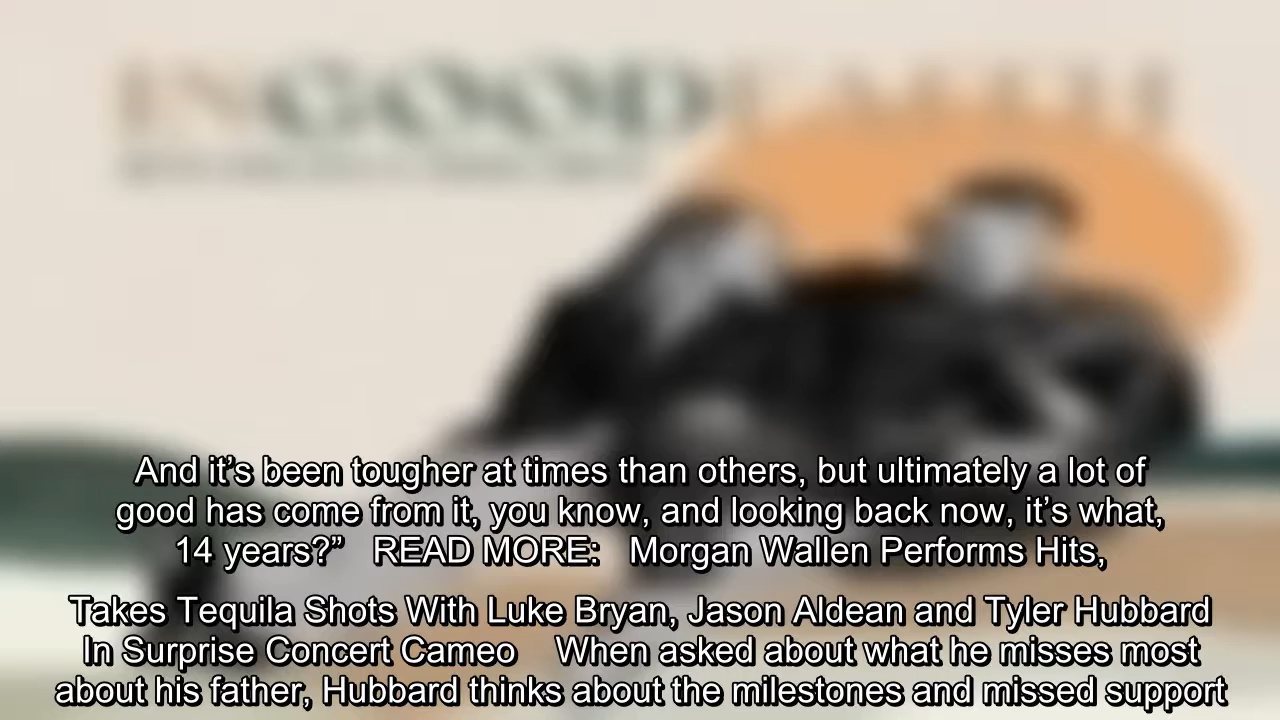 IN GOOD EARTH
And it’s been tougher at times than others, but ultimately a lot of
good has come from it, you know, and looking back now, it’s what,
14 years?” READ MORE: Morgan Wallen Performs Hits,
Takes Tequila Shots With Luke Bryan, Jason Aldean and Tyler Hubbard
In Surprise Concert Cameo When asked about what he misses most
about his father, Hubbard thinks about the milestones and missed support